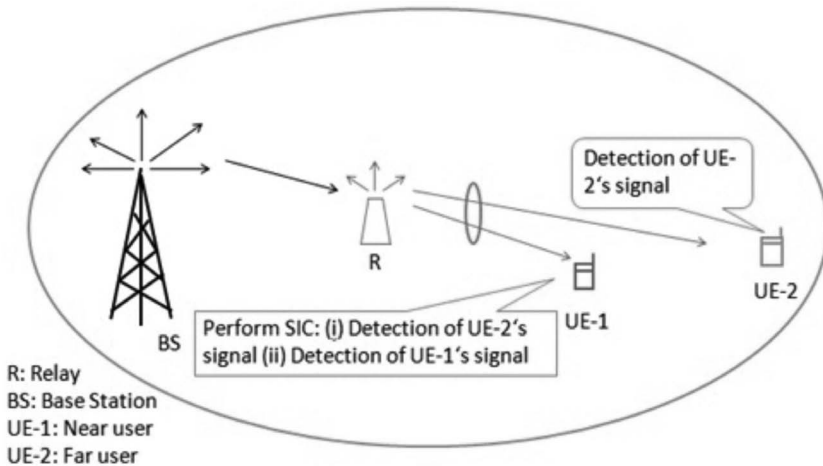 Detection of UE-
2's signal
R
UE-2
UE-1
Perform SIC: (i) Detection of UE-2's
signal (ii) Detection of UE-1's signal
BS
R: Relay
BS: Base Station
UE-1: Near user
UE-2: Far user